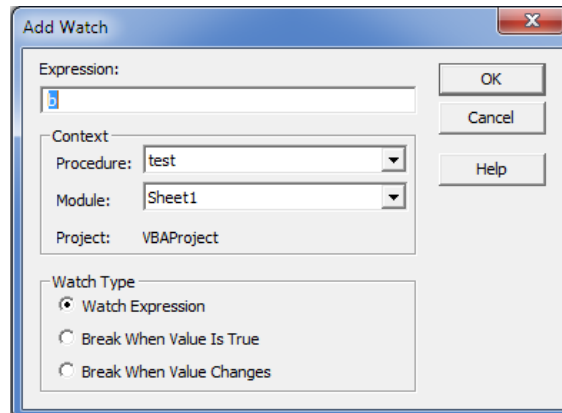 Add Watch
Expression:
b
OK
Cancel
Help
Context
Procedure: test
Module: Sheet1
Project: VBAProject
Watch Type
Watch Expression
Break When Value Is True
Break When Value Changes